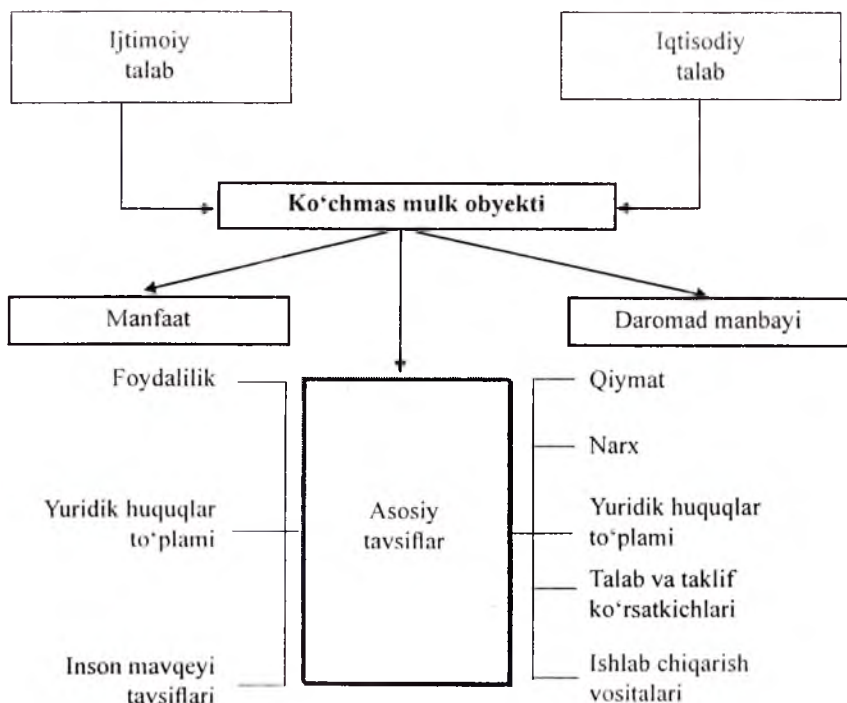 Ijtimoiy
talab
Iqtisodiy
talab
Ko‘chmas mulk obyekti
Manfaat
Daromad manbayi
Foydalilik
Yuridik huquqlar
to‘plami
Inson mavqeyi
tavsiflari
Asosiy
tavsiflar
Qiymat
Narx
Yuridik huquqlar
to‘plami
Talab va taklif
ko‘rsatkichlari
Ishlab chiqarish
vositalari